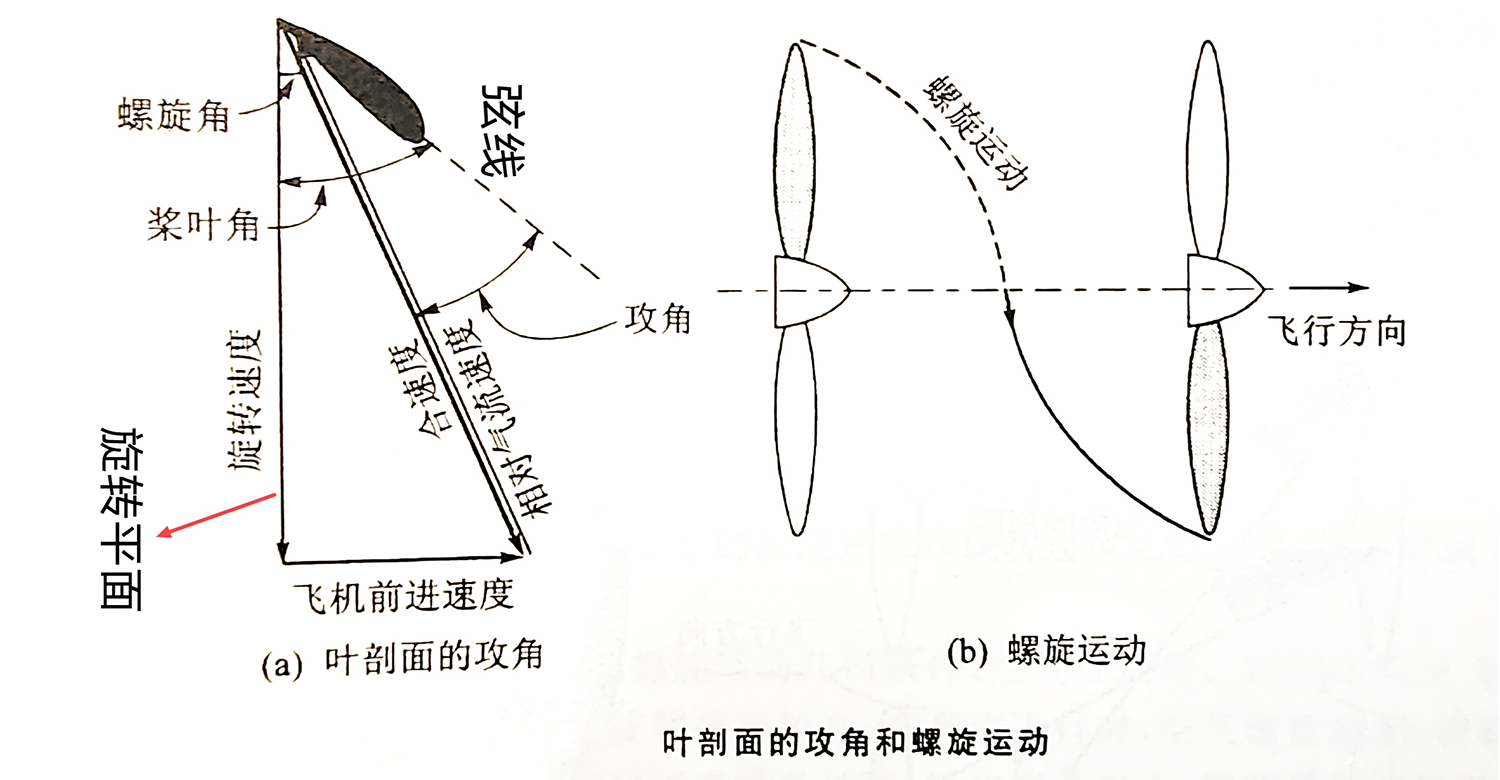 弦线
螺旋角
桨叶角
攻角
旋转速度
合速度
相对气流速度
旋转平面
飞机前进速度
(a) 叶剖面的攻角
螺旋运动
飞行方向
(b) 螺旋运动
叶剖面的攻角和螺旋运动